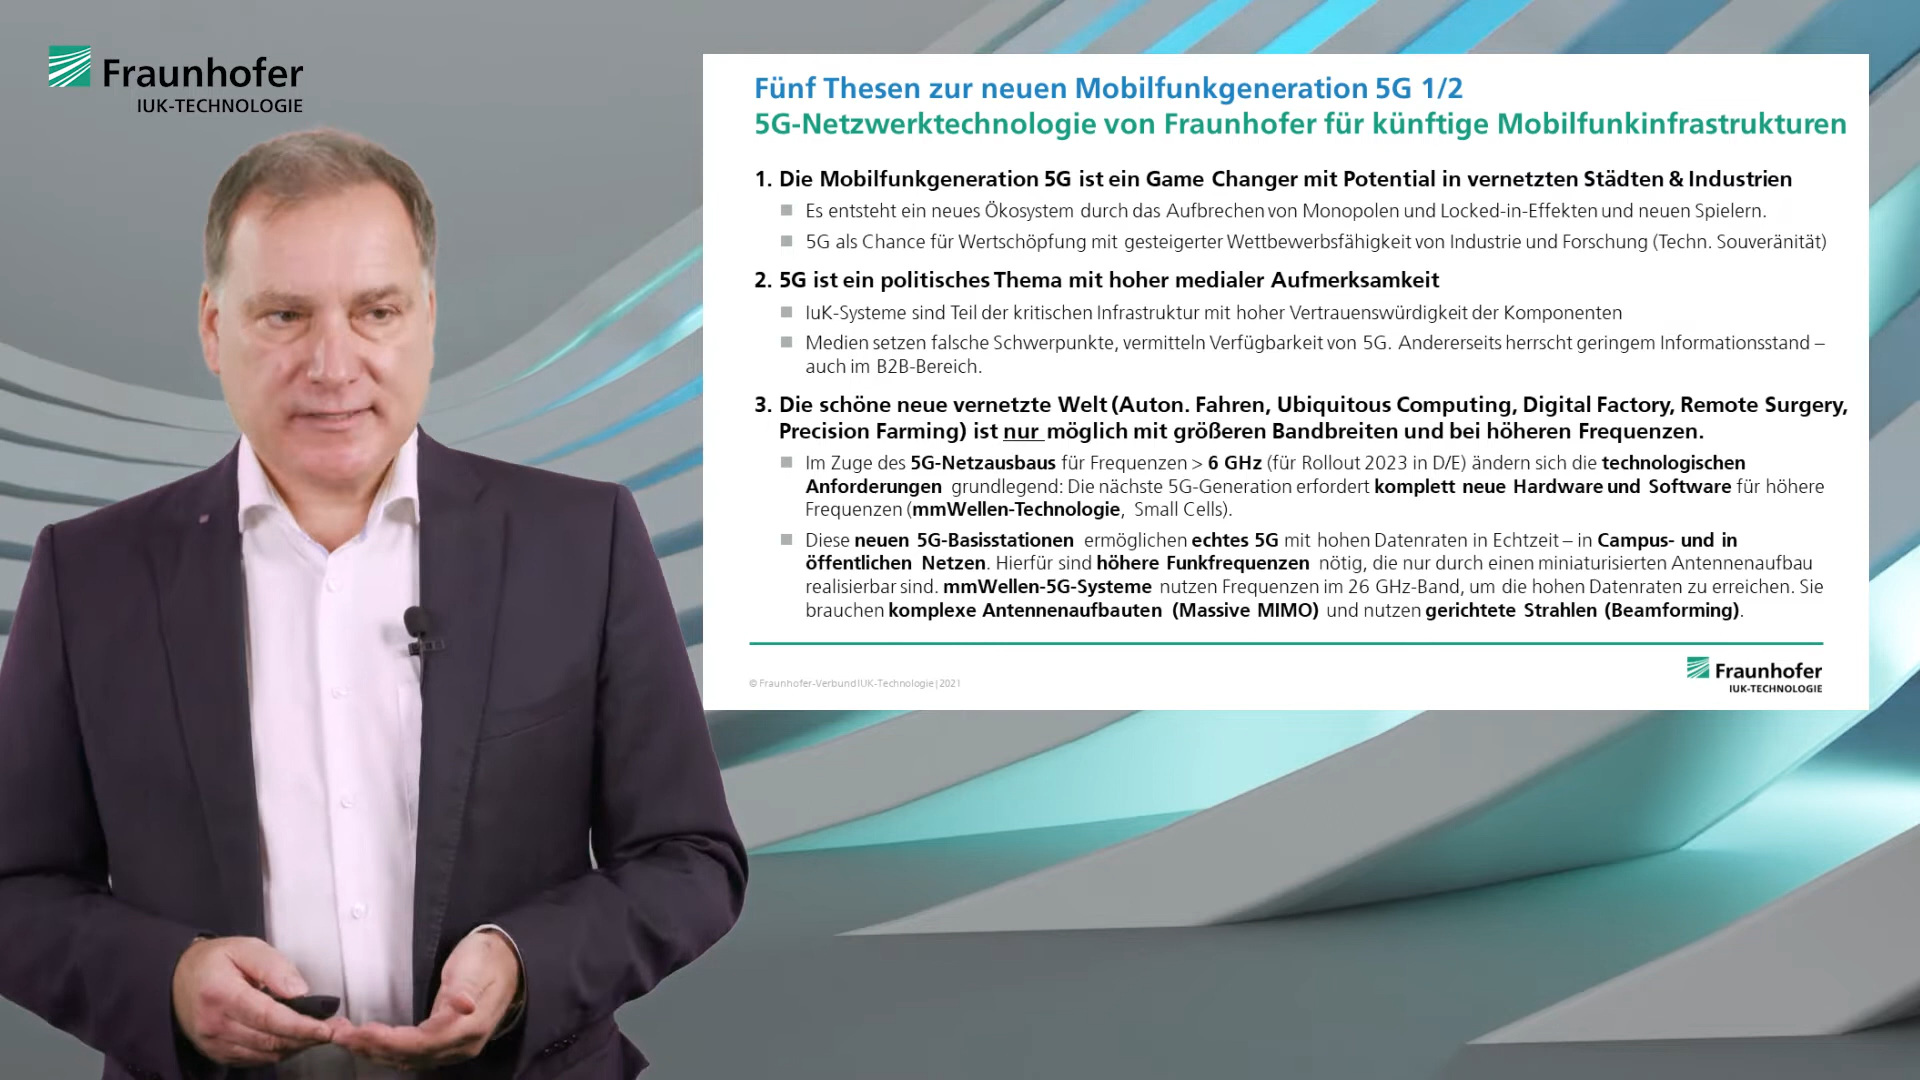 Fraunhofer
IUK-TECHNOLOGIE
Fünf Thesen zur neuen Mobilfunkgeneration 5G 1/2
5G-Netzwerktechnologie von Fraunhofer für künftige Mobilfunkinfrastrukturen
1. Die Mobilfunkgeneration 5G ist ein Game Changer mit Potential in vernetzten Städten & Industrien
Es entsteht ein neues Ökosystem durch das Aufbrechen von Monopolen und Locked-in-Effekten und neuen Spielern.
5G als Chance für Wertschöpfung mit gesteigerter Wettbewerbsfähigkeit von Industrie und Forschung (Techn. Souveränität)
2. 5G ist ein politisches Thema mit hoher medialer Aufmerksamkeit
IuK-Systeme sind Teil der kritischen Infrastruktur mit hoher Vertrauenswürdigkeit der Komponenten
Medien setzen falsche Schwerpunkte, vermitteln Verfügbarkeit von 5G. Andererseits herrscht geringem Informationsstand –
auch im B2B-Bereich.
3. Die schöne neue vernetzte Welt (Auton. Fahren, Ubiquitous Computing, Digital Factory, Remote Surgery,
Precision Farming) ist nur möglich mit größeren Bandbreiten und bei höheren Frequenzen.
Im Zuge des 5G-Netzausbaus für Frequenzen > 6 GHz (für Rollout 2023 in D/E) ändern sich die technologischen
Anforderungen grundlegend: Die nächste 5G-Generation erfordert komplett neue Hardware und Software für höhere
Frequenzen (mmWellen-Technologie, Small Cells).
Diese neuen 5G-Basisstationen ermöglichen echtes 5G mit hohen Datenraten in Echtzeit – in Campus- und in
öffentlichen Netzen. Hierfür sind höhere Funkfrequenzen nötig, die nur durch einen miniaturisierten Antennenaufbau
realisierbar sind. mmWellen-5G-Systeme nutzen Frequenzen im 26 GHz-Band, um die hohen Datenraten zu erreichen. Sie
brauchen komplexe Antennenaufbauten (Massive MIMO) und nutzen gerichtete Strahlen (Beamforming).
© Fraunhofer-Verbund IUK-Technologie | 2021
Fraunhofer
IUK-TECHNOLOGIE